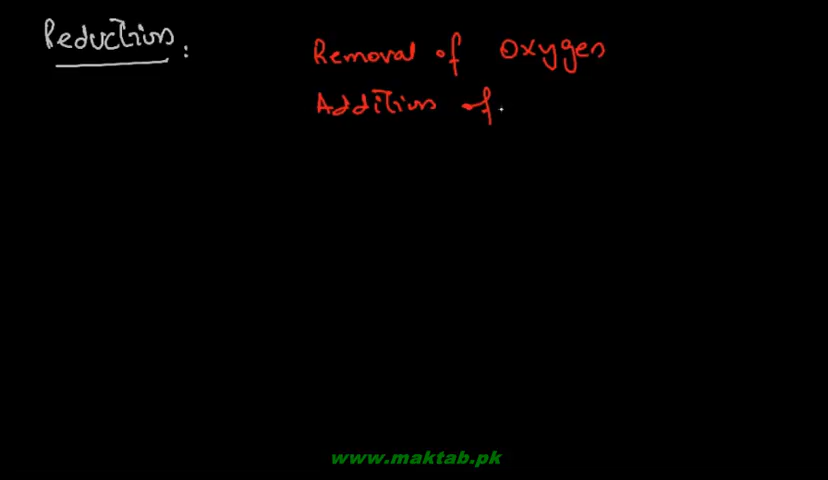 Reduction:
Removal of Oxygen
Addition of
www.maktab.pk